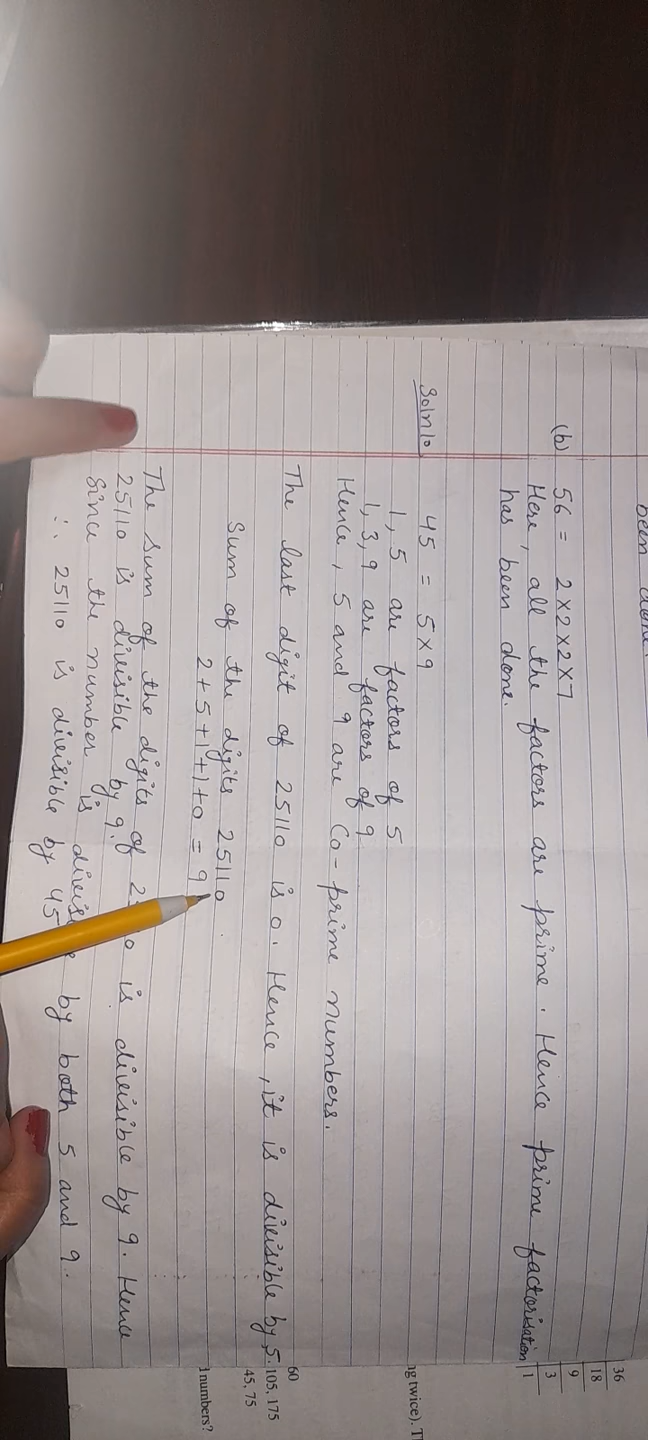 been done.
(b) 56 = 2×2×2×7
Here, all the factors are prime. Hence prime factorisation
has been done.
Soln 10 45 = 5×9
1, 5 are factors of 5
1, 3, 9 are factors of 9
Hence, 5 and 9 are Co-prime numbers.
The last digit of 25110 is 0. Hence, it is divisible by 5.
Sum of the digits 25110.
2+5+1+1+0 = 9
The sum of the digits of 2 0 is divisible by 9. Hence
25110 is divisible by 9.
Since the number is divisible by both 5 and 9.
∴ 25110 is divisible by 45
36
18
9
3
1
ng twice). T
60
105, 175
45, 75
numbers?